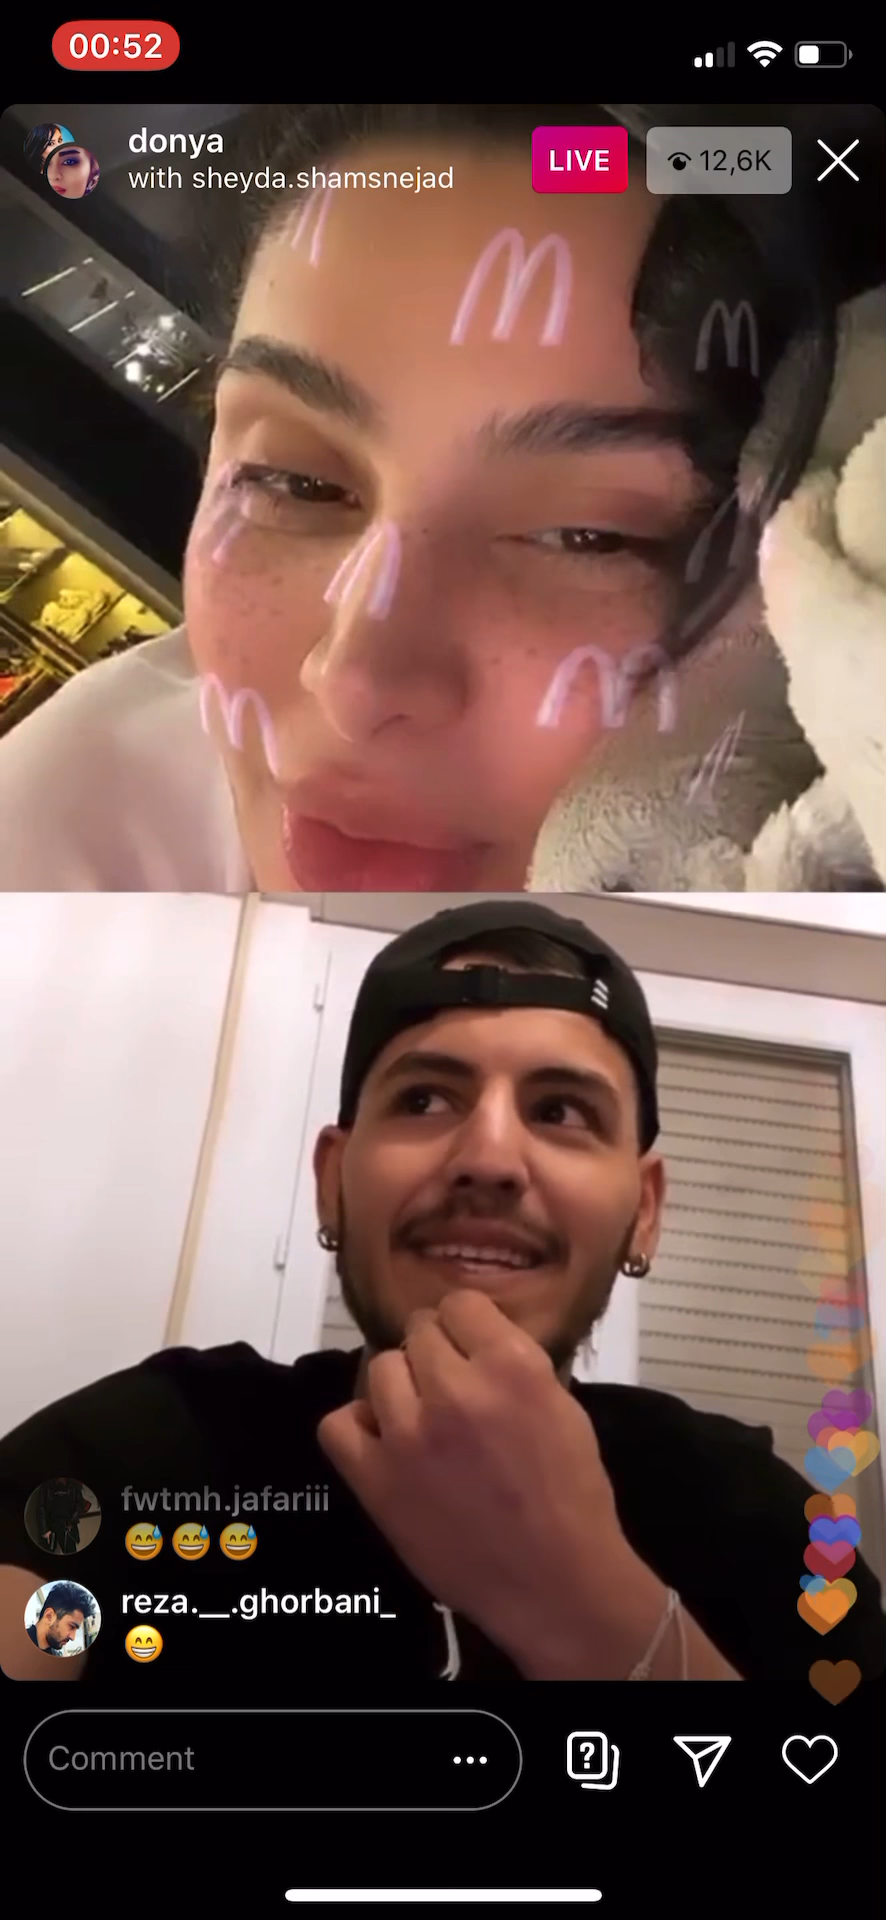 00:52
donya
with sheyda.shamsnejad
LIVE
12,6K
fwtmh.jafariii
😅😅😅
reza.__.ghorbani_
😁
Comment